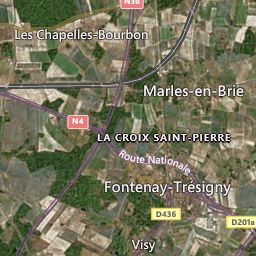 N36
Les Chapelles-Bourbon
Marles-en-Brie
N4
LA CROIX SAINT-PIERRE
Route Nationale...
Fontenay-Trésigny
D436
D201a
Visy